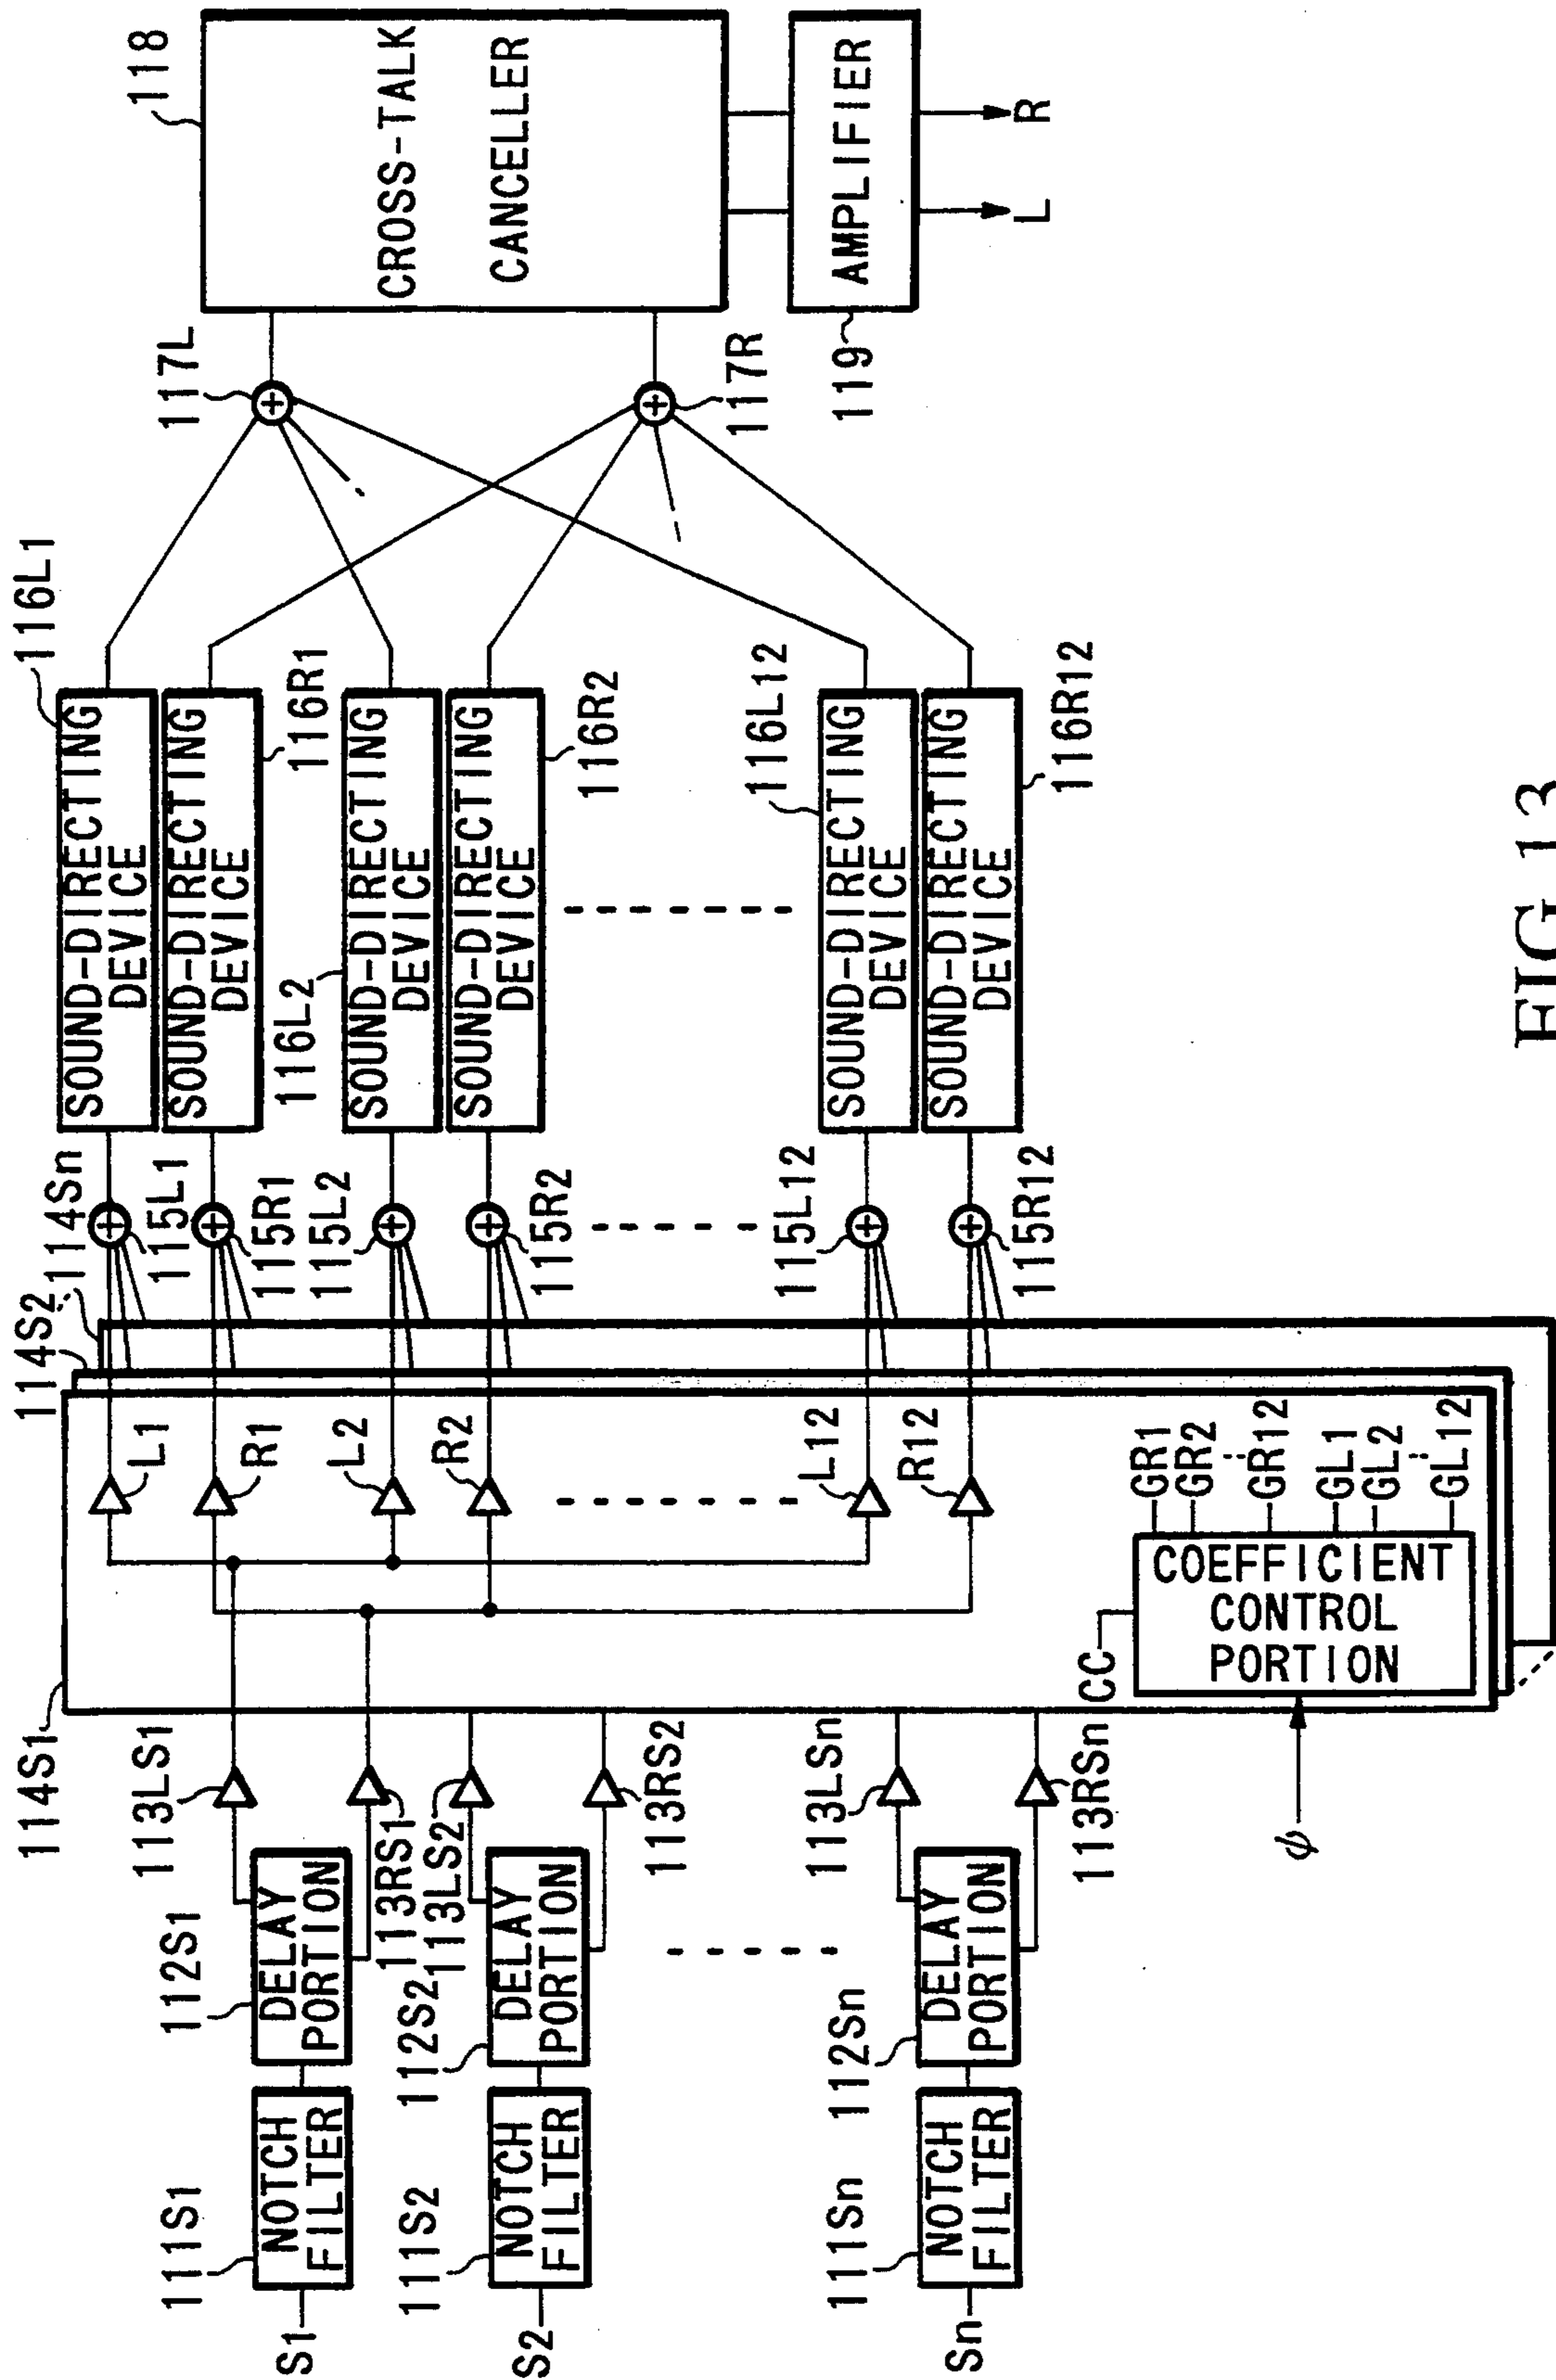 S1
111S1
NOTCH
FILTER
112S1
DELAY
PORTION
113LS1
113RS1
S2
111S2
NOTCH
FILTER
112S2
DELAY
PORTION
113LS2
113RS2
Sn
111Sn
NOTCH
FILTER
112Sn
DELAY
PORTION
113LSn
113RSn
114S1
114S2
114Sn
L1
R1
L2
R2
L12
R12
ψ
CC
COEFFICIENT
CONTROL
PORTION
GR1
GR2
GR12
GL1
GL2
GL12
115L1
115R1
115L2
115R2
115L12
115R12
SOUND-DIRECTING
DEVICE
116L1
SOUND-DIRECTING
DEVICE
116R1
SOUND-DIRECTING
DEVICE
116L2
SOUND-DIRECTING
DEVICE
116R2
SOUND-DIRECTING
DEVICE
116L12
SOUND-DIRECTING
DEVICE
116R12
117L
117R
118
CROSS-TALK
CANCELLER
119
AMPLIFIER
L
R
FIG.13